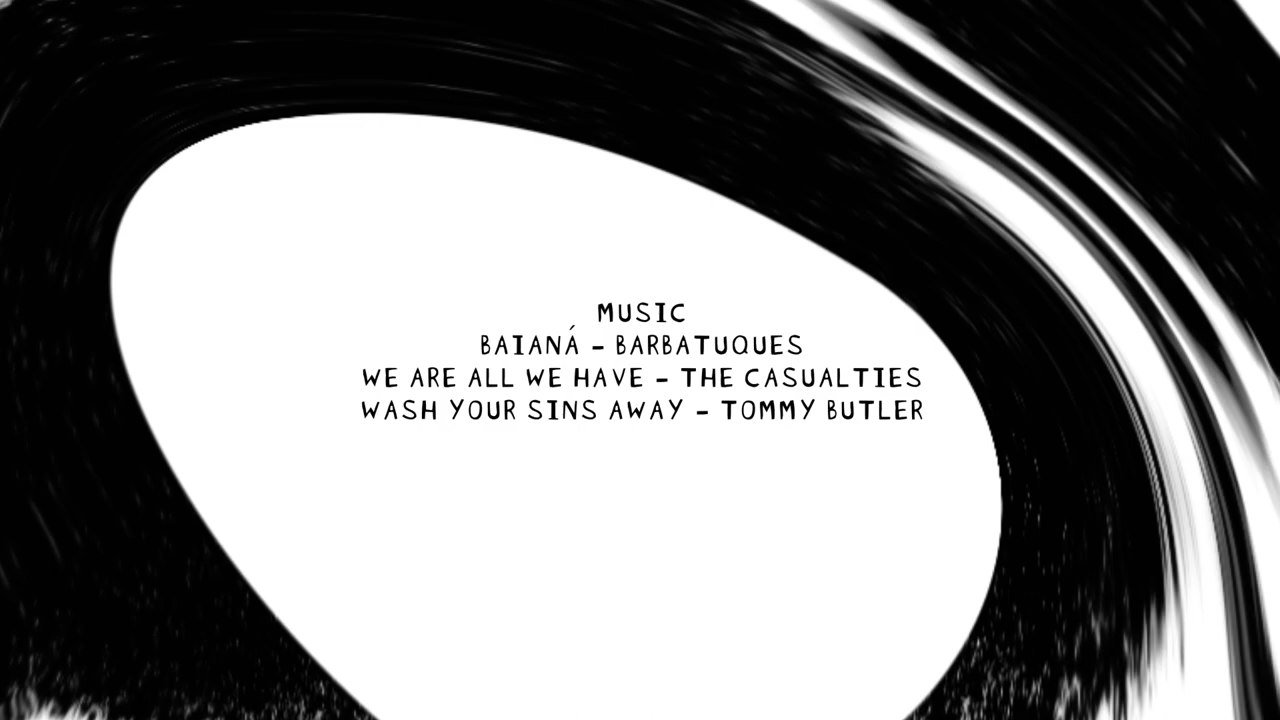 MUSIC
BAIANÁ - BARBATUQUES
WE ARE ALL WE HAVE - THE CASUALTIES
WASH YOUR SINS AWAY - TOMMY BUTLER